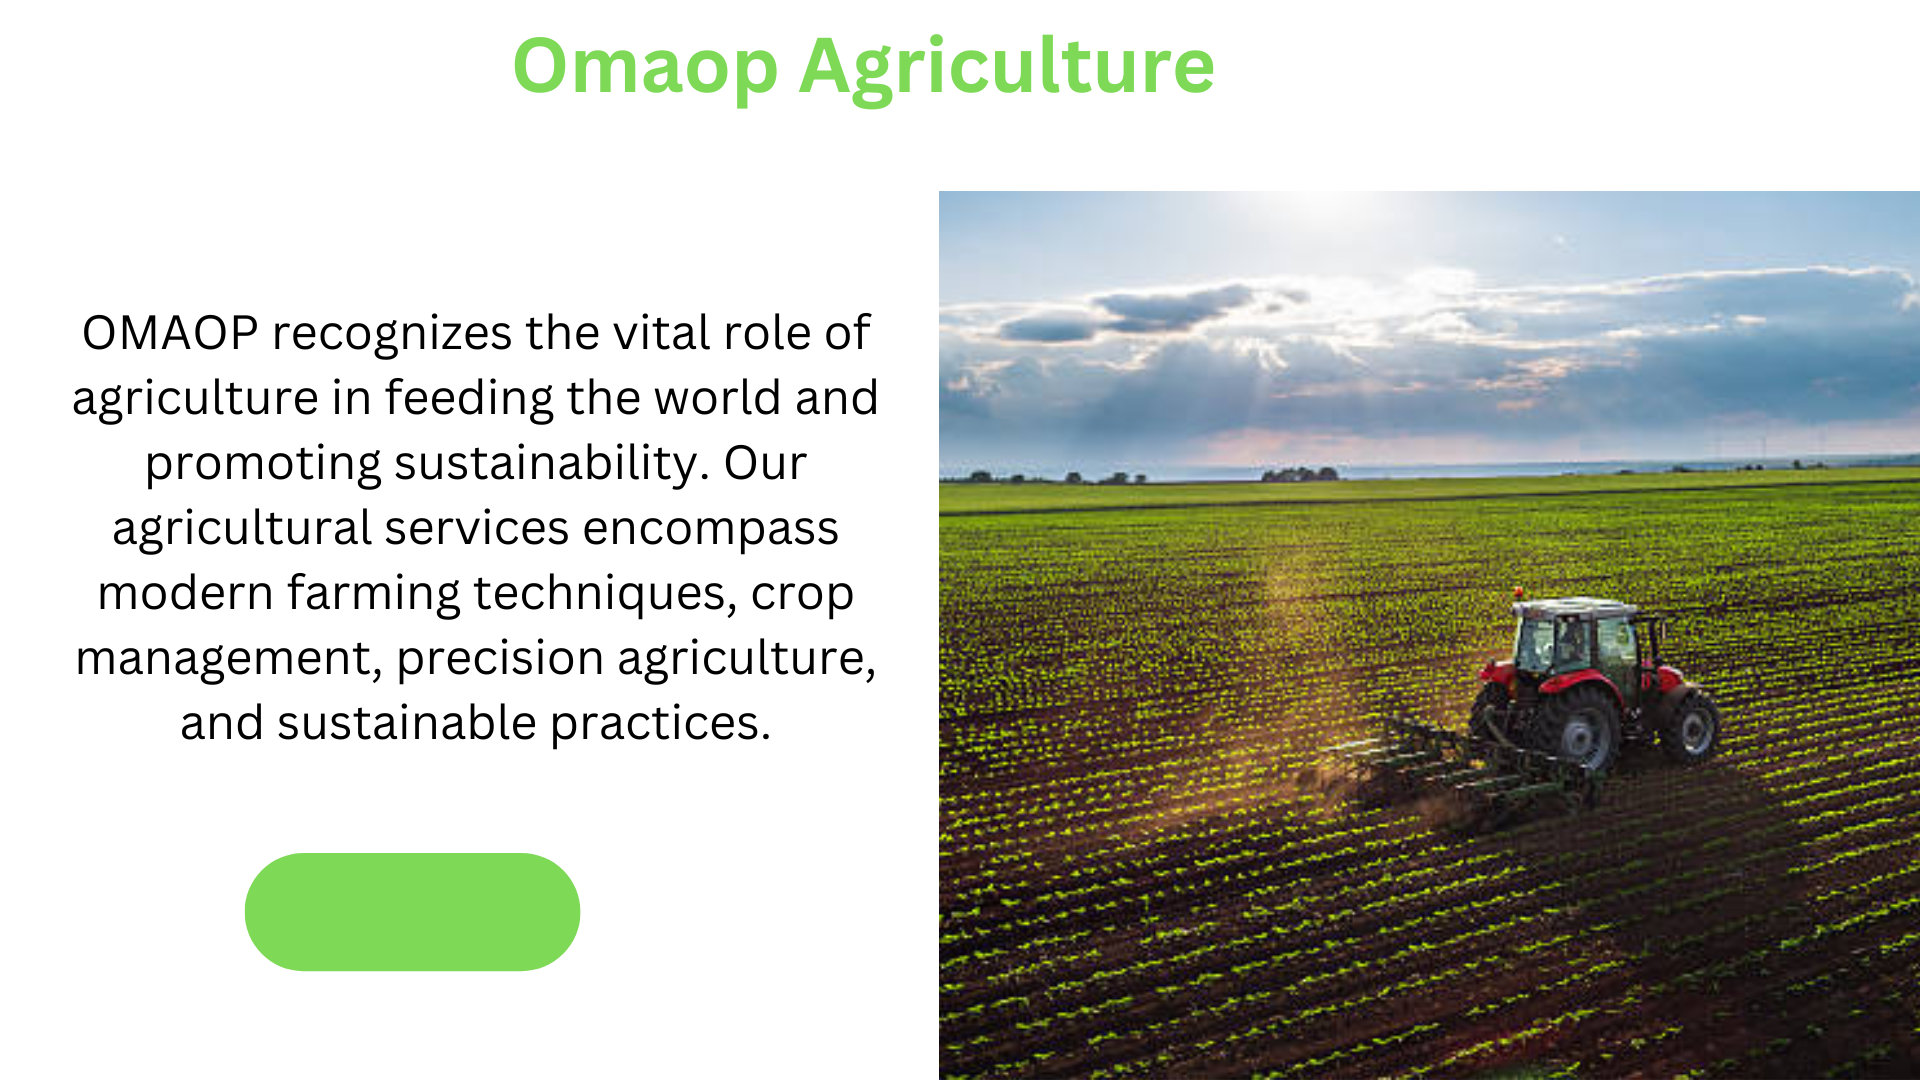 Omaop Agriculture
OMAOP recognizes the vital role of
agriculture in feeding the world and
promoting sustainability. Our
agricultural services encompass
modern farming techniques, crop
management, precision agriculture,
and sustainable practices.